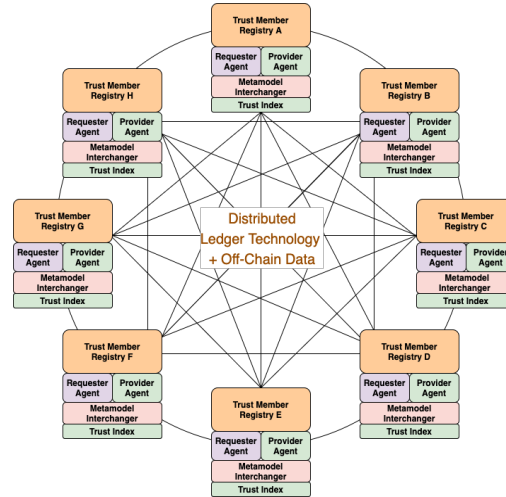 Trust Member
Registry A
Requester
Agent
Provider
Agent
Metamodel
Interchanger
Trust Index
Trust Member
Registry H
Requester
Agent
Provider
Agent
Metamodel
Interchanger
Trust Index
Trust Member
Registry B
Requester
Agent
Provider
Agent
Metamodel
Interchanger
Trust Index
Trust Member
Registry G
Requester
Agent
Provider
Agent
Metamodel
Interchanger
Trust Index
Distributed
Ledger Technology
+ Off-Chain Data
Trust Member
Registry C
Requester
Agent
Provider
Agent
Metamodel
Interchanger
Trust Index
Trust Member
Registry F
Requester
Agent
Provider
Agent
Metamodel
Interchanger
Trust Index
Trust Member
Registry D
Requester
Agent
Provider
Agent
Metamodel
Interchanger
Trust Index
Trust Member
Registry E
Requester
Agent
Provider
Agent
Metamodel
Interchanger
Trust Index